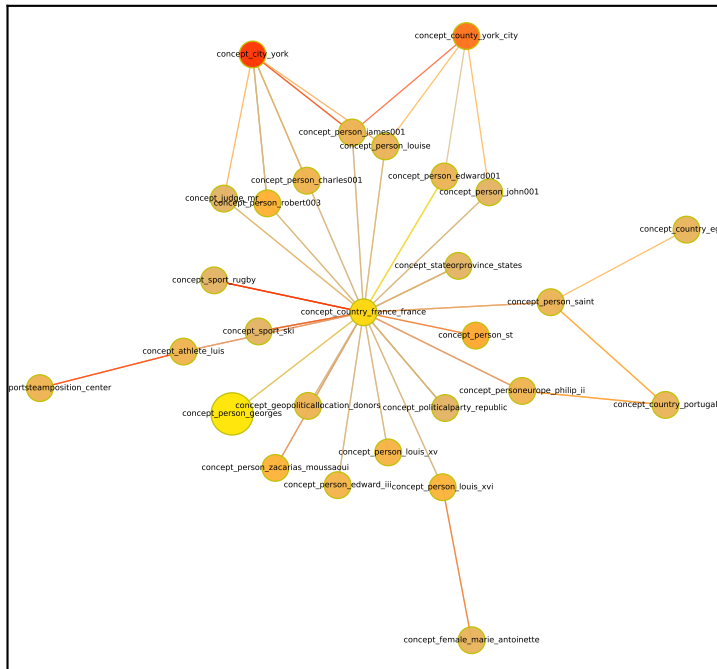 concept_county_york_city
concept_city_york
concept_person_james001
concept_person_louise
concept_person_charles001
concept_person_edward001
concept_judge_mr
concept_person_robert003
concept_person_john001
concept_country_eg
concept_stateorprovince_states
concept_sport_rugby
concept_person_saint
concept_country_france_france
concept_sport_ski
concept_person_st
concept_athlete_luis
portsteamposition_center
concept_personeurope_philip_ii
concept_geopoliticallocation_donors
concept_politicalparty_republic
concept_country_portugal
concept_person_georges
concept_person_louis_xv
concept_person_zacarias_moussaoui
concept_person_edward_iii
concept_person_louis_xvi
concept_female_marie_antoinette